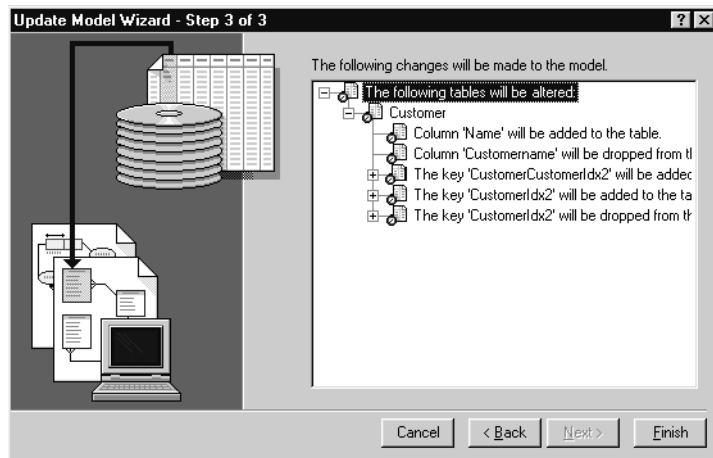 Update Model Wizard - Step 3 of 3
The following changes will be made to the model.
The following tables will be altered:
Customer
Column 'Name' will be added to the table.
Column 'Customername' will be dropped from tl
The key 'CustomerCustomerIdx2' will be added
The key 'CustomerIdx2' will be added to the ta
The key 'CustomerIdx2' will be dropped from th
Cancel
< Back
Next >
Finish